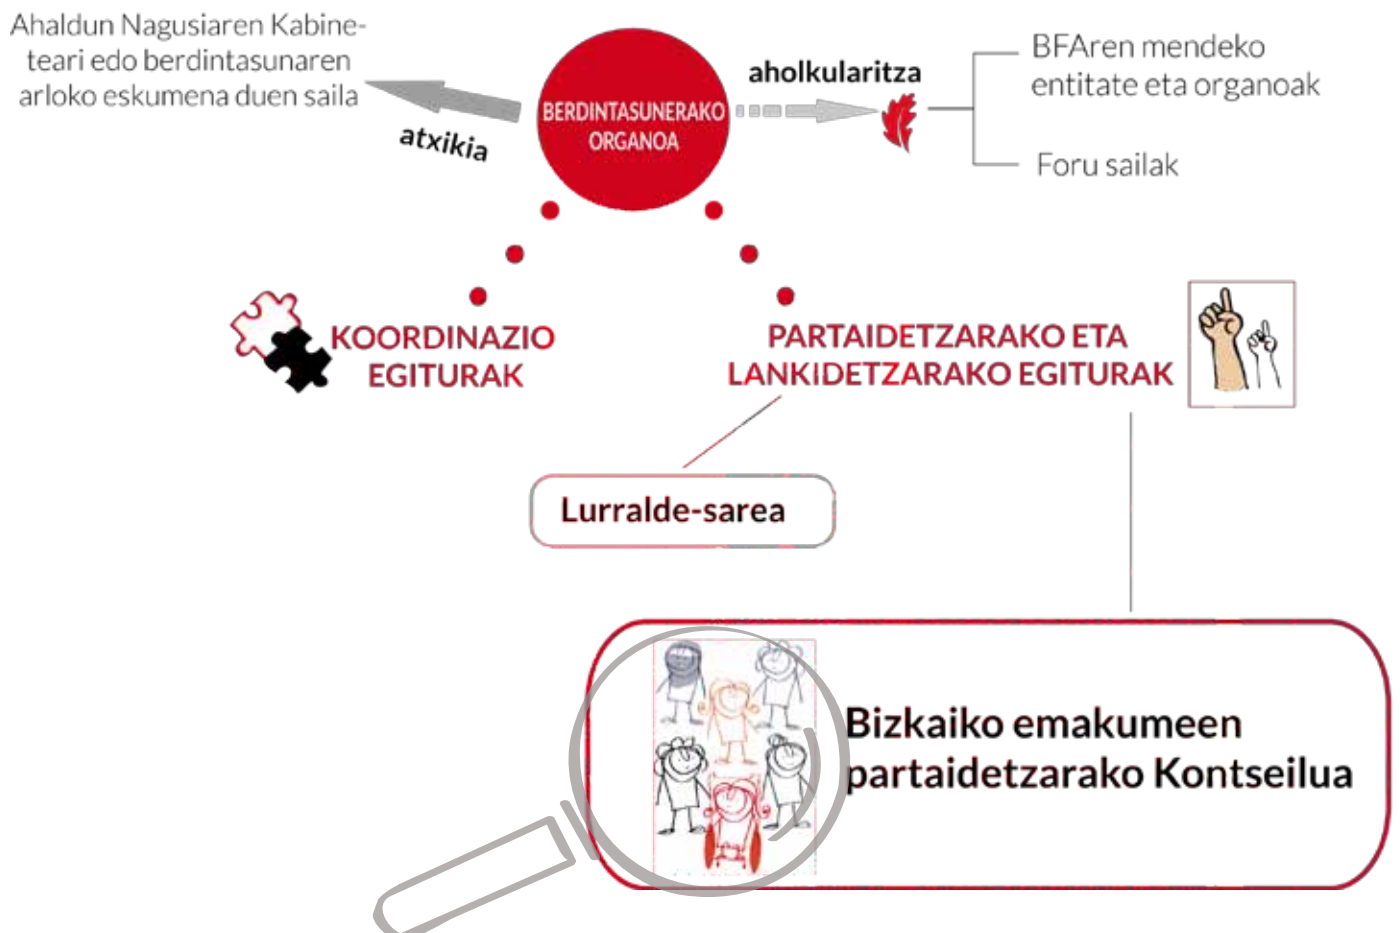 Ahaldun Nagusiaren Kabine-
teari edo berdintasunaren
arloko eskumena duen saila
atxikia
BERDINTASUNERAKO
ORGANOA
aholkularitza
BFAren mendeko
entitate eta organoak
Foru sailak
KOORDINAZIO
EGITURAK
PARTAIDETZARAKO ETA
LANKIDETZARAKO EGITURAK
Lurralde-sarea
Bizkaiko emakumeen
partaidetzarako Kontseilua